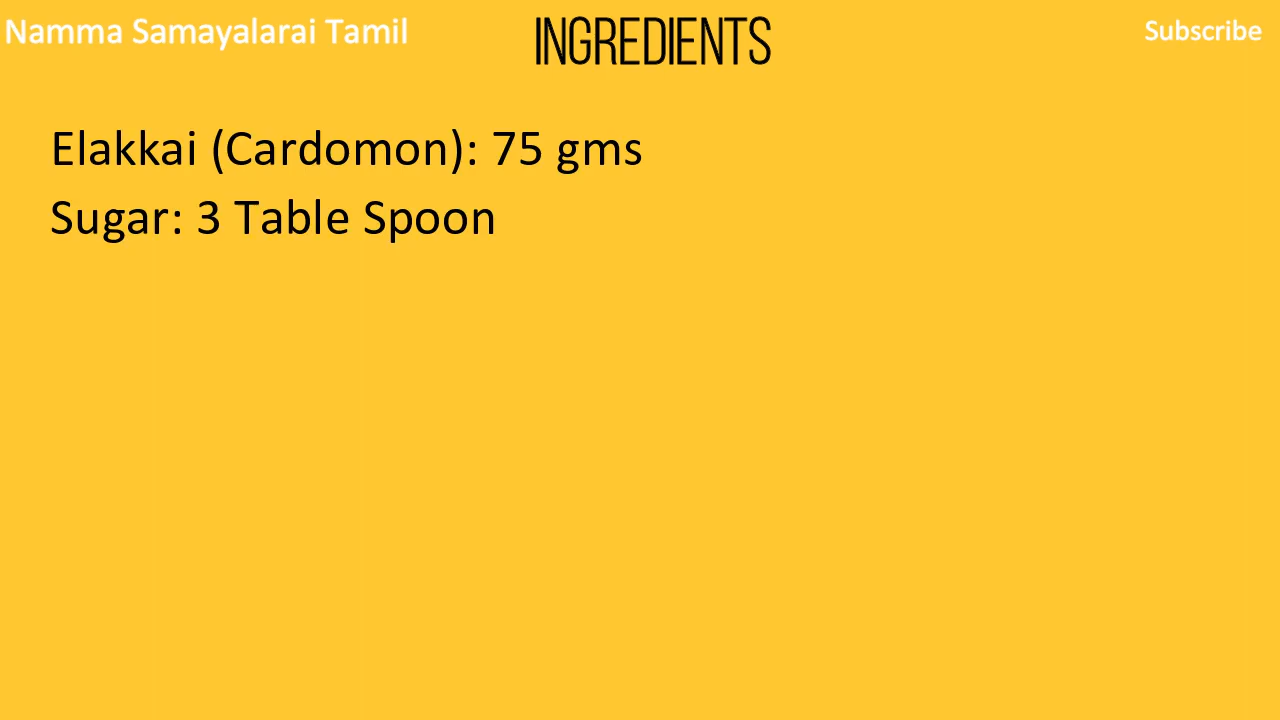 Namma Samayalarai Tamil
INGREDIENTS
Subscribe
Elakkai (Cardomon): 75 gms
Sugar: 3 Table Spoon